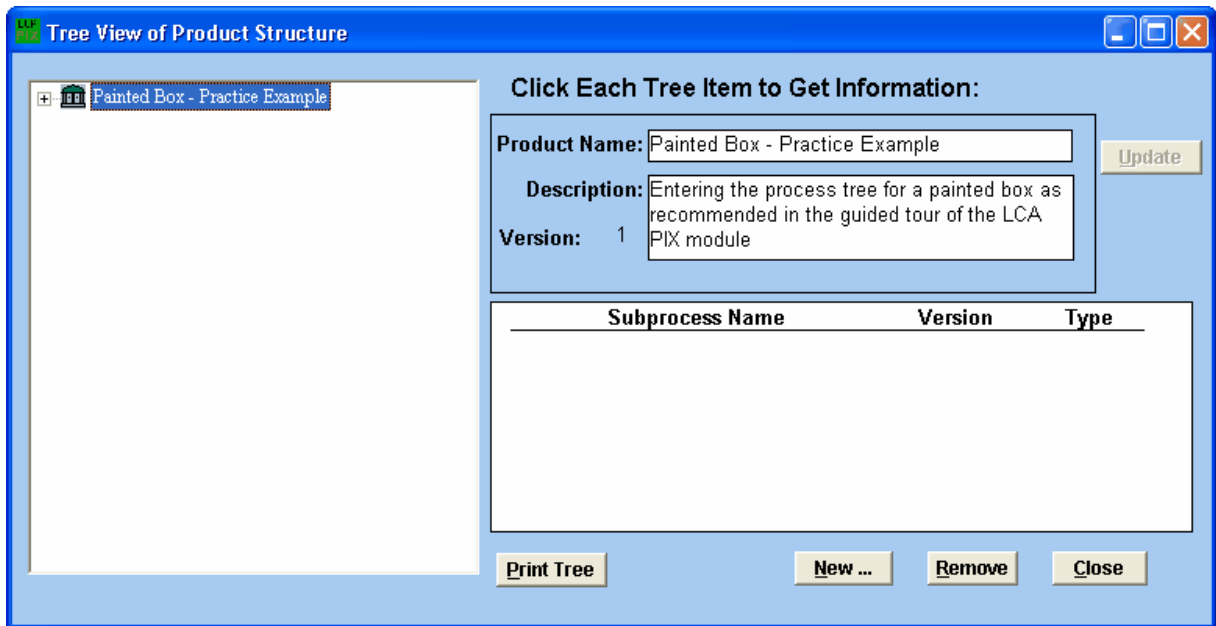 LCF
PIX
Tree View of Product Structure
Painted Box - Practice Example
Click Each Tree Item to Get Information:
Product Name: Painted Box - Practice Example
Update
Description: Entering the process tree for a painted box as
recommended in the guided tour of the LCA
PIX module
Version: 1
Subprocess Name Version Type
Print Tree New ... Remove Close